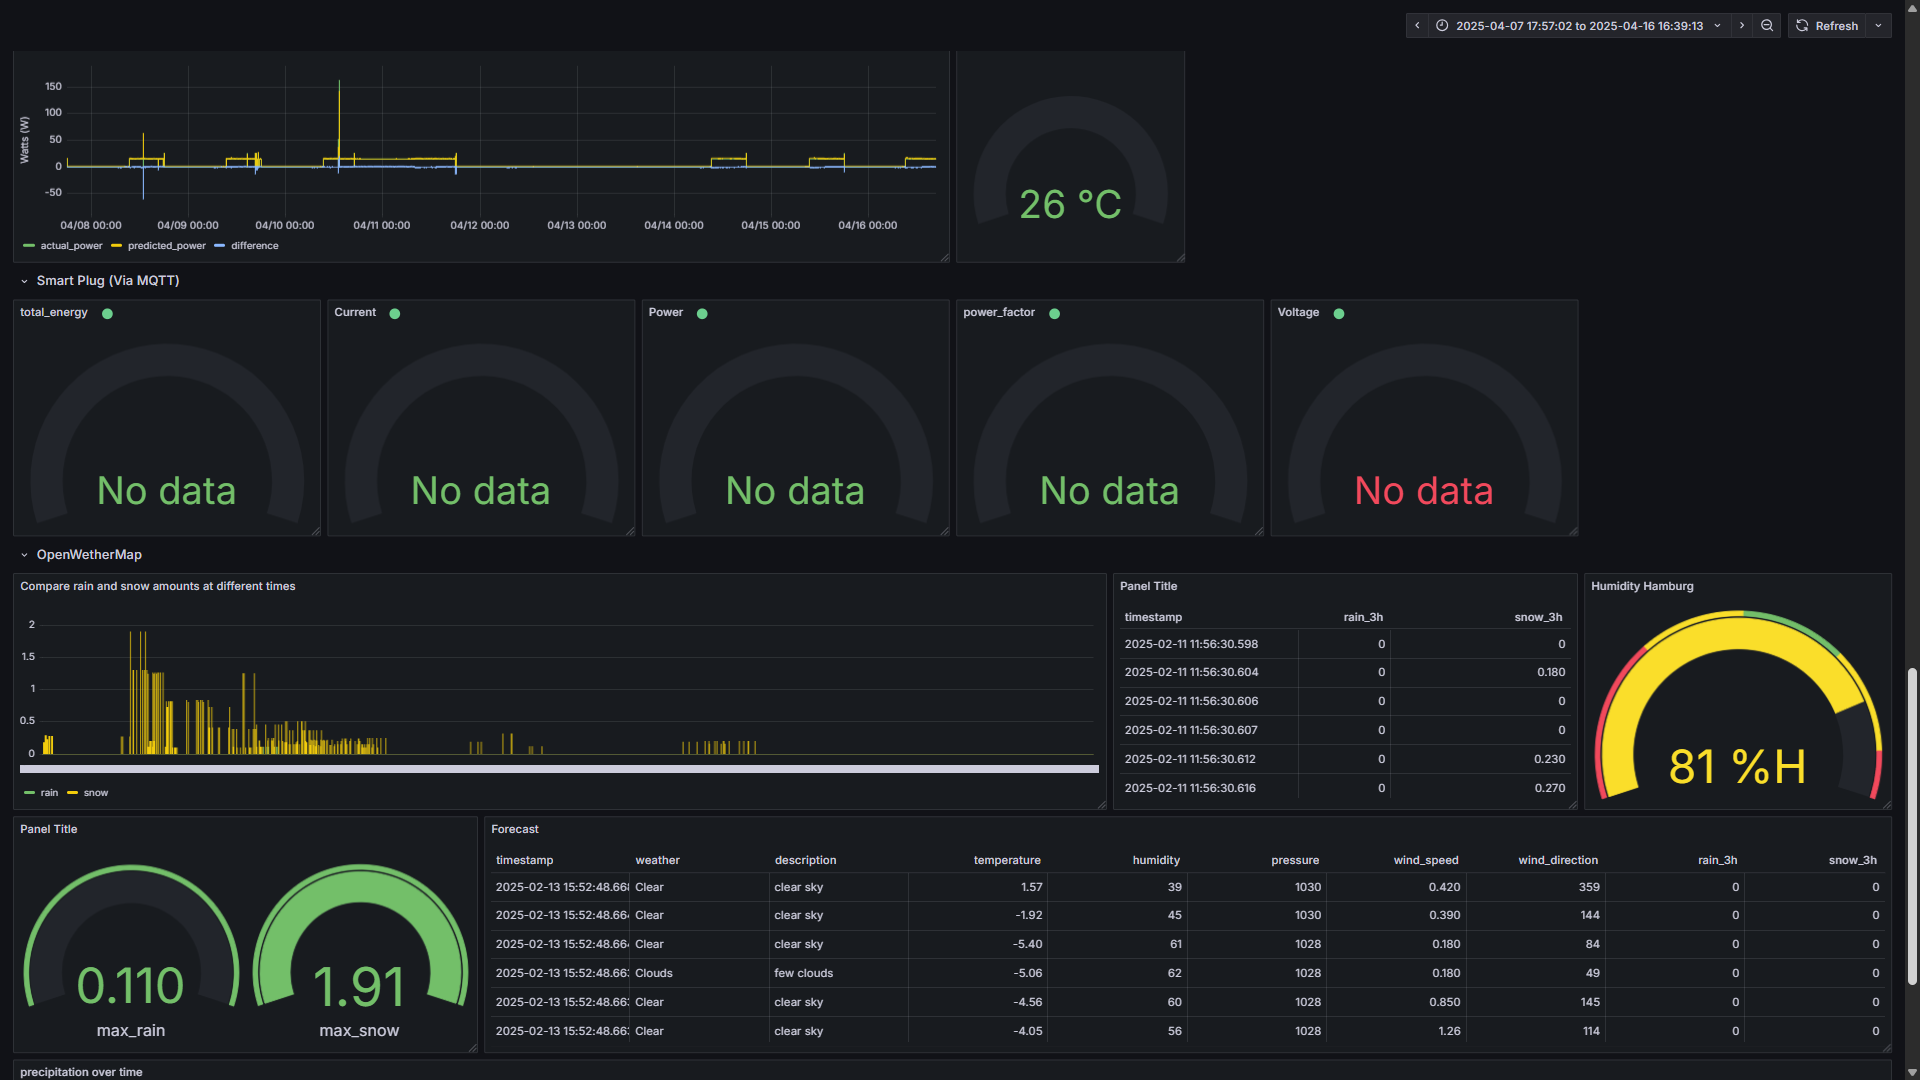 2025-04-07 17:57:02 to 2025-04-16 16:39:13
Refresh
Watts (W)
150
100
50
0
-50
04/08 00:00 04/09 00:00 04/10 00:00 04/11 00:00 04/12 00:00 04/13 00:00 04/14 00:00 04/15 00:00 04/16 00:00
actual_power predicted_power difference
26 °C
Smart Plug (Via MQTT)
total_energy
No data
Current
No data
Power
No data
power_factor
No data
Voltage
No data
OpenWetherMap
Compare rain and snow amounts at different times
2
1.5
1
0.5
0
rain snow
Panel Title
timestamp rain_3h snow_3h
2025-02-11 11:56:30.598 0 0
2025-02-11 11:56:30.604 0 0.180
2025-02-11 11:56:30.606 0 0
2025-02-11 11:56:30.607 0 0
2025-02-11 11:56:30.612 0 0.230
2025-02-11 11:56:30.616 0 0.270
Humidity Hamburg
81 %H
Panel Title
0.110
max_rain
1.91
max_snow
Forecast
timestamp weather description temperature humidity pressure wind_speed wind_direction rain_3h snow_3h
2025-02-13 15:52:48.66 Clear clear sky 1.57 39 1030 0.420 359 0 0
2025-02-13 15:52:48.66 Clear clear sky -1.92 45 1030 0.390 144 0 0
2025-02-13 15:52:48.66 Clear clear sky -5.40 61 1028 0.180 84 0 0
2025-02-13 15:52:48.66 Clouds few clouds -5.06 62 1028 0.180 49 0 0
2025-02-13 15:52:48.66 Clear clear sky -4.56 60 1028 0.850 145 0 0
2025-02-13 15:52:48.66 Clear clear sky -4.05 56 1028 1.26 114 0 0
precipitation over time